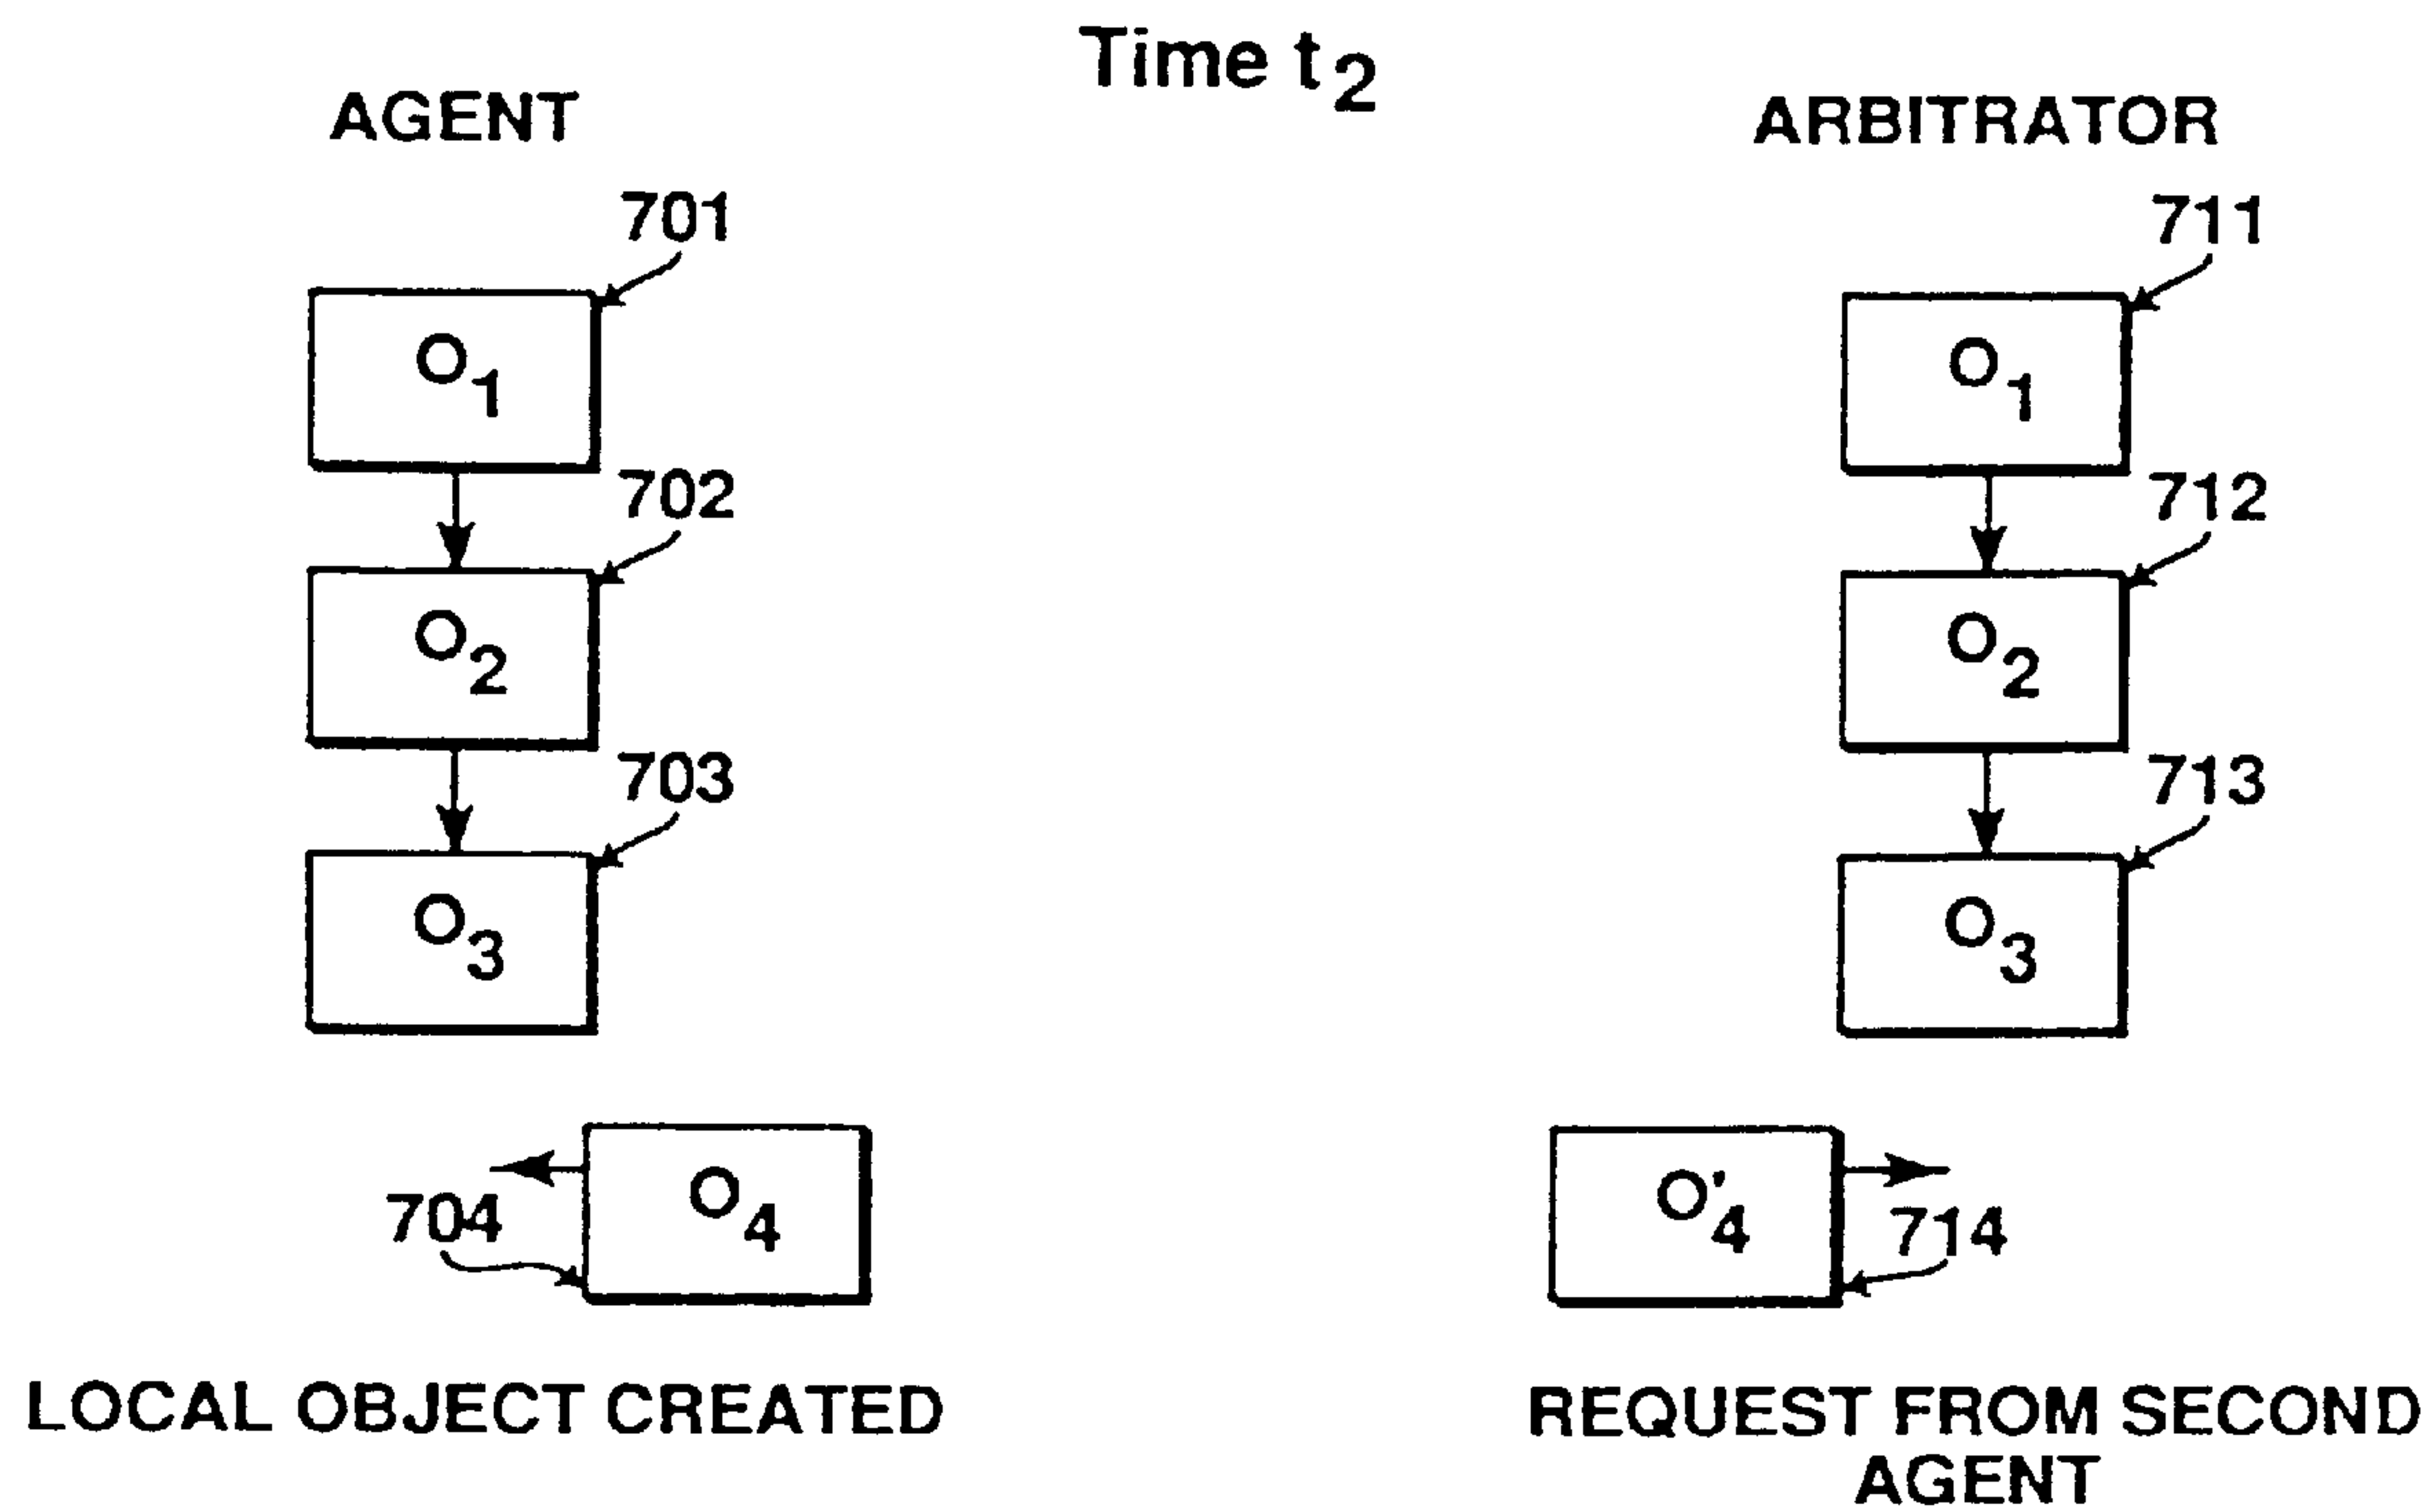 Time t2
AGENT
ARBITRATOR
701
O1
702
O2
703
O3
704
O4
LOCAL OBJECT CREATED
711
O1
712
O2
713
O3
O'4
714
REQUEST FROM SECOND
AGENT